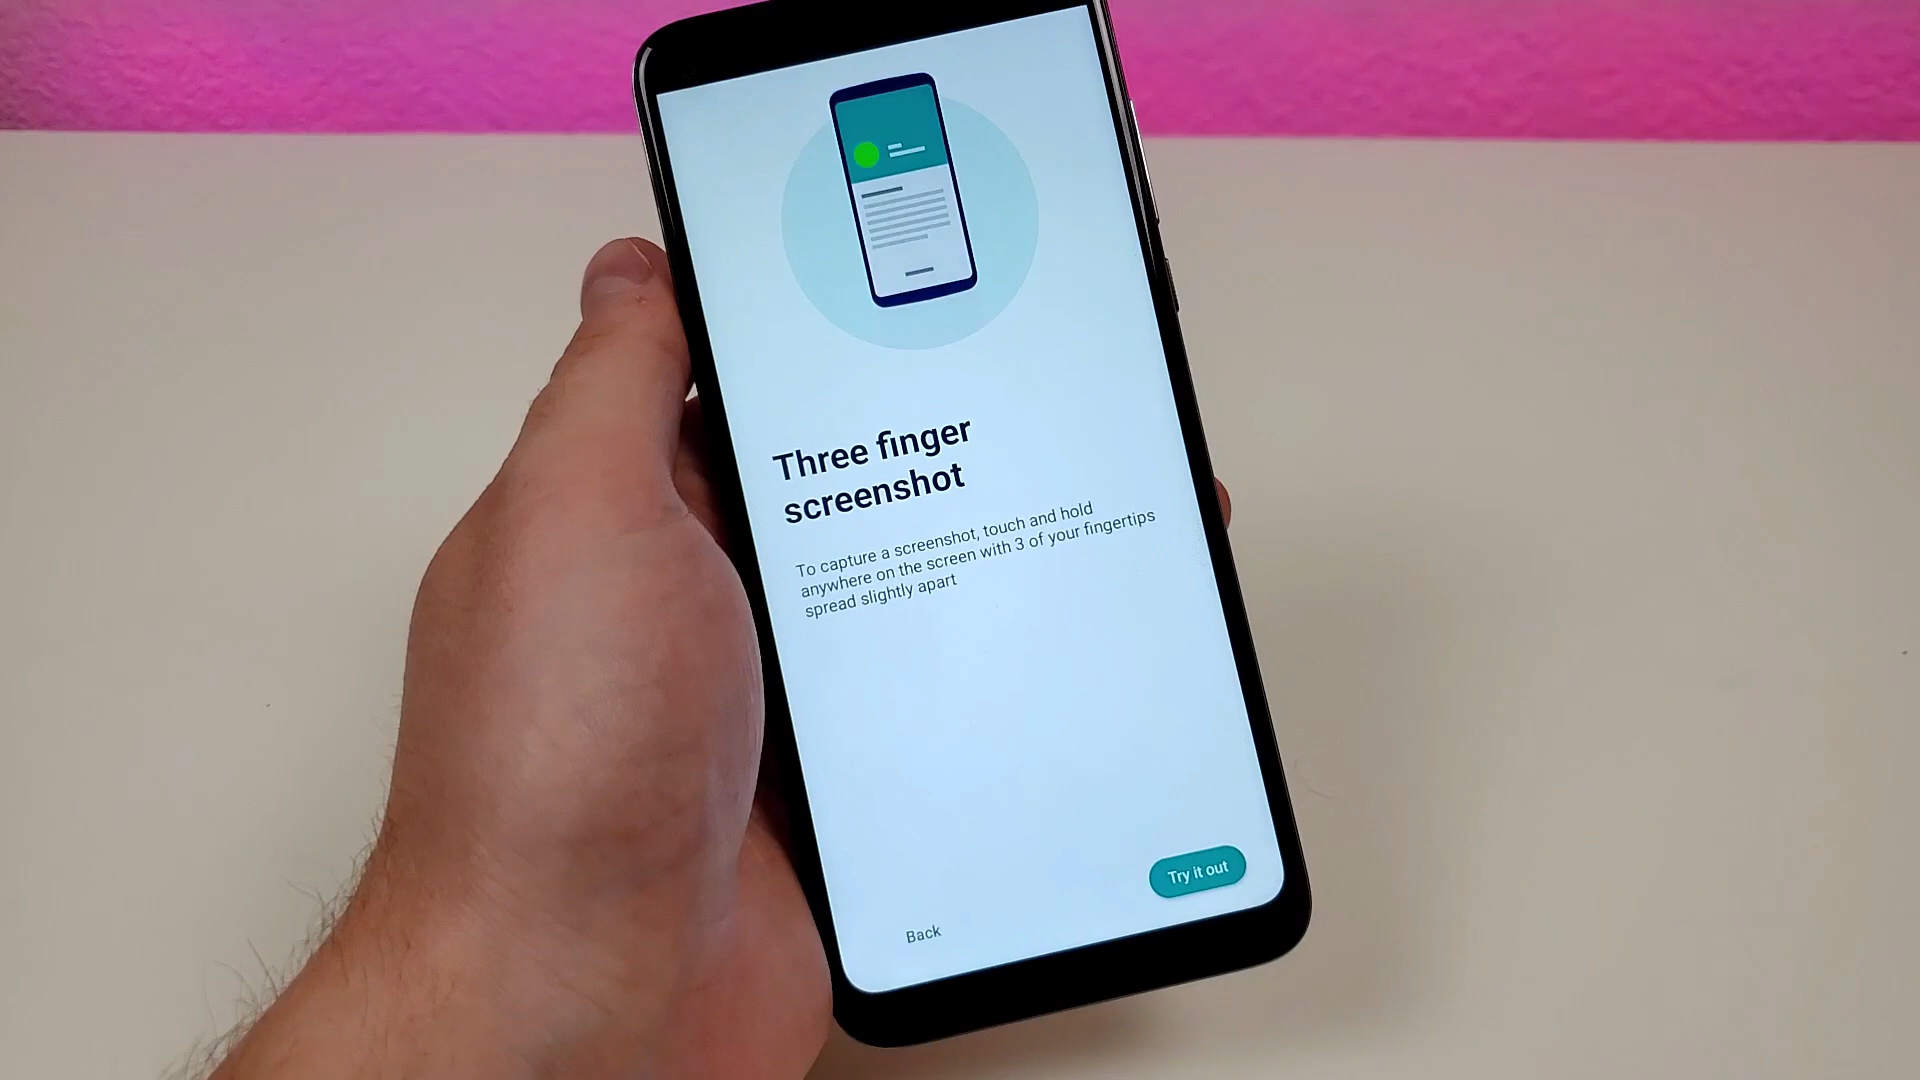 Three finger
screenshot
To capture a screenshot, touch and hold
anywhere on the screen with 3 of your fingertips
spread slightly apart
Try it out
Back